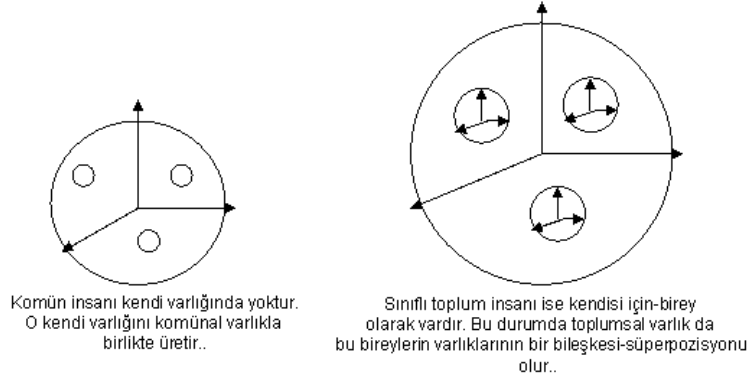 Komün insanı kendi varlığında yoktur.
O kendi varlığını komünal varlıkla
birlikte üretir..
Sınıflı toplum insanı ise kendisi için-birey
olarak vardır. Bu durumda toplumsal varlık da
bu bireylerin varlıklarının bir bileşkesi-süperpozisyonu
olur..